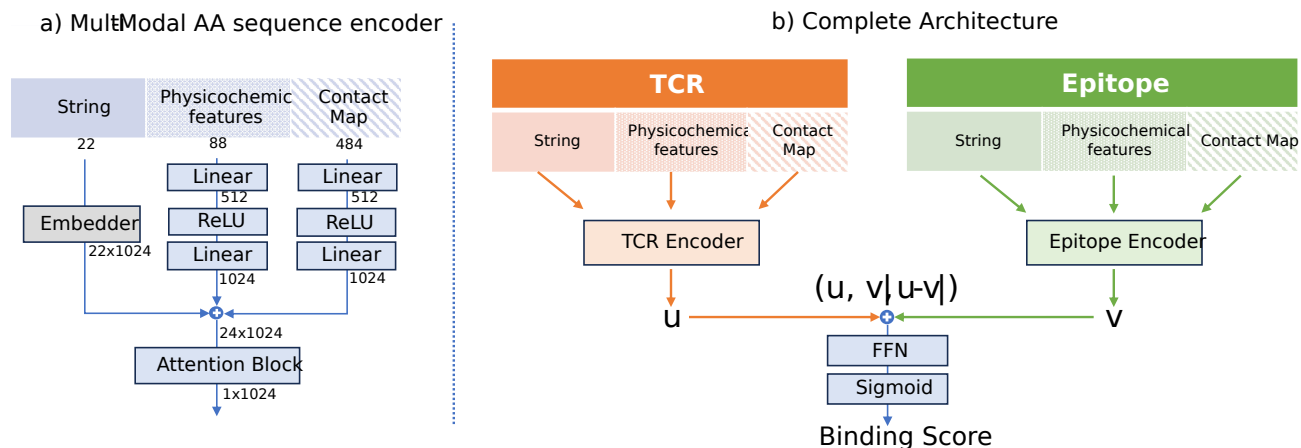 a) Mult-Modal AA sequence encoder
String
Physicochemic
features
Contact
Map
22
88
484
Linear
Linear
512
512
Embedder
ReLU
ReLU
22x1024
Linear
Linear
1024
1024
24x1024
Attention Block
1x1024
b) Complete Architecture
TCR
Epitope
String
Physicochemica
features
Contact
Map
String
Physicochemical
features
Contact Map
TCR Encoder
Epitope Encoder
(u, v|,u-v|)
u
v
FFN
Sigmoid
Binding Score